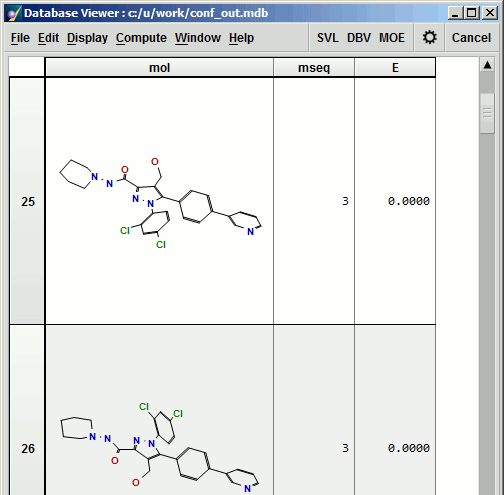 Database Viewer : c:/u/work/conf_out.mdb
File Edit Display Compute Window Help SVL DBV MOE Cancel
mol mseq E
O
O
N N
N
N
25 3 0.0000
Cl
Cl
N
Cl
Cl
N N
N N
26 3 0.0000
O
O
N